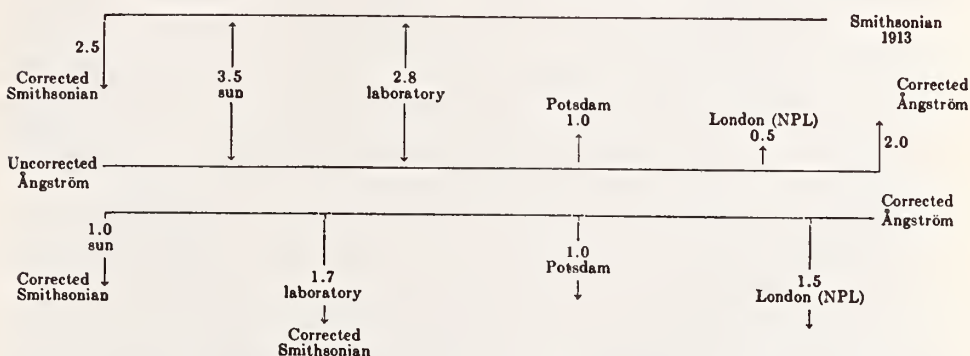 Smithsonian
1913
2.5
Corrected
Smithsonian
3.5
sun
2.8
laboratory
Potsdam
1.0
London (NPL)
0.5
Corrected
Ångström
2.0
Uncorrected
Ångström
Corrected
Ångström
1.0
sun
Corrected
Smithsonian
1.7
laboratory
Corrected
Smithsonian
1.0
Potsdam
1.5
London (NPL)